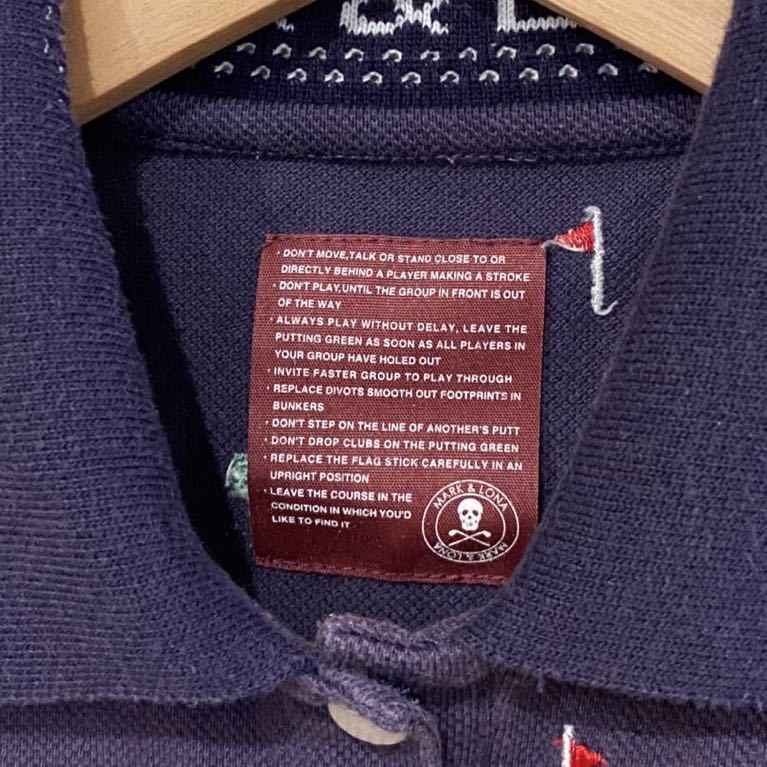 & L
• DON'T MOVE,TALK OR STAND CLOSE TO OR
DIRECTLY BEHIND A PLAYER MAKING A STROKE
• DON'T PLAY,UNTIL THE GROUP IN FRONT IS OUT
OF THE WAY
• ALWAYS PLAY WITHOUT DELAY, LEAVE THE
PUTTING GREEN AS SOON AS ALL PLAYERS IN
YOUR GROUP HAVE HOLED OUT
• INVITE FASTER GROUP TO PLAY THROUGH
• REPLACE DIVOTS SMOOTH OUT FOOTPRINTS IN
BUNKERS
• DON'T STEP ON THE LINE OF ANOTHER'S PUTT
• DON'T DROP CLUBS ON THE PUTTING GREEN
• REPLACE THE FLAG STICK CAREFULLY IN AN
UPRIGHT POSITION
• LEAVE THE COURSE IN THE
CONDITION IN WHICH YOU'D
LIKE TO FIND IT
MARK & LONA
MARK & LONA